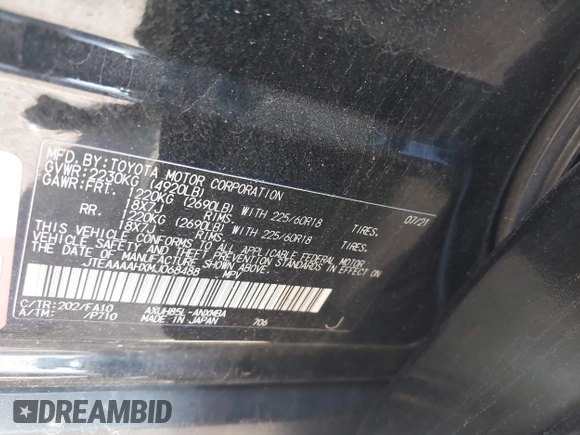 MFD. BY: TOYOTA MOTOR CORPORATION 07/21
GVWR: 2230KG (4920LB)
GAWR: FRT. 1220KG (2690LB) WITH 225/60R18 TIRES.
18X7J RIMS.
RR. 1220KG (2690LB) WITH 225/60R18 TIRES.
18X7J RIMS.
THIS VEHICLE CONFORMS TO ALL APPLICABLE FEDERAL MOTOR
VEHICLE SAFETY AND THEFT PREVENTION STANDARDS IN EFFECT ON
THE DATE OF MANUFACTURE SHOWN ABOVE.
JTEAAAAHXMJ068488 MPV
C/TR: 202/FA10 AXUH85L-ANXMBA
A/TM: /P710 MADE IN JAPAN 706
J
DREAMBID